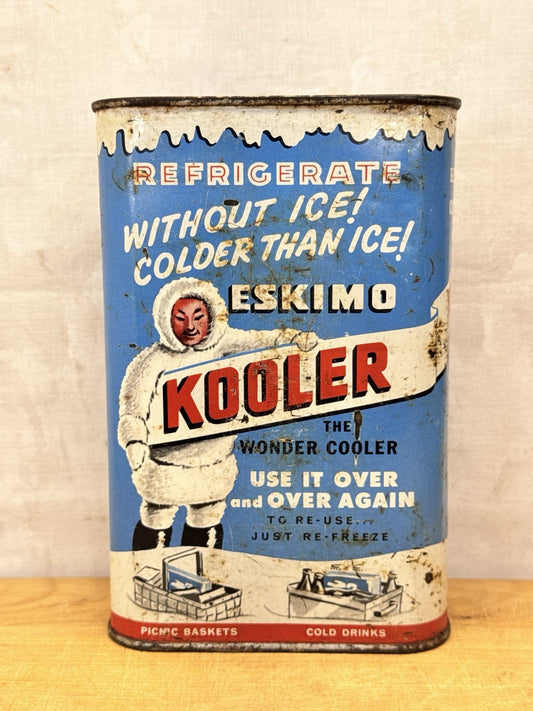 REFRIGERATE
WITHOUT ICE!
COLDER THAN ICE!
ESKIMO
KOOLER
THE
WONDER COOLER
USE IT OVER
and OVER AGAIN
TO RE-USE...
JUST RE-FREEZE
PICNIC BASKETS
COLD DRINKS